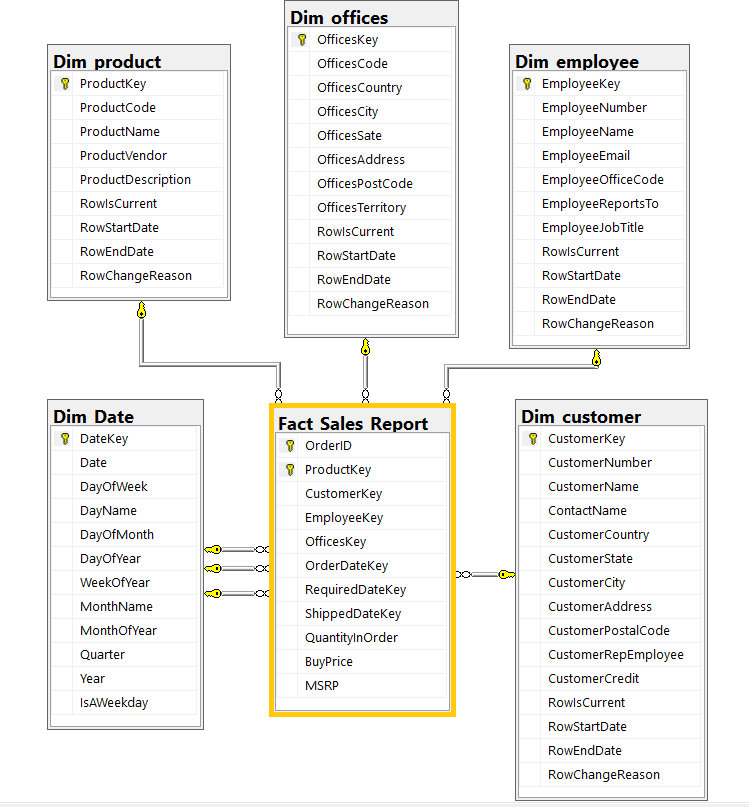 Dim offices
OfficesKey
OfficesCode
OfficesCountry
OfficesCity
OfficesSate
OfficesAddress
OfficesPostCode
OfficesTerritory
RowIsCurrent
RowStartDate
RowEndDate
RowChangeReason
Dim product
ProductKey
ProductCode
ProductName
ProductVendor
ProductDescription
RowIsCurrent
RowStartDate
RowEndDate
RowChangeReason
Dim employee
EmployeeKey
EmployeeNumber
EmployeeName
EmployeeEmail
EmployeeOfficeCode
EmployeeReportsTo
EmployeeJobTitle
RowIsCurrent
RowStartDate
RowEndDate
RowChangeReason
Dim Date
DateKey
Date
DayOfWeek
DayName
DayOfMonth
DayOfYear
WeekOfYear
MonthName
MonthOfYear
Quarter
Year
IsAWeekday
Fact Sales Report
OrderID
ProductKey
CustomerKey
EmployeeKey
OfficesKey
OrderDateKey
RequiredDateKey
ShippedDateKey
QuantityInOrder
BuyPrice
MSRP
Dim customer
CustomerKey
CustomerNumber
CustomerName
ContactName
CustomerCountry
CustomerState
CustomerCity
CustomerAddress
CustomerPostalCode
CustomerRepEmployee
CustomerCredit
RowIsCurrent
RowStartDate
RowEndDate
RowChangeReason